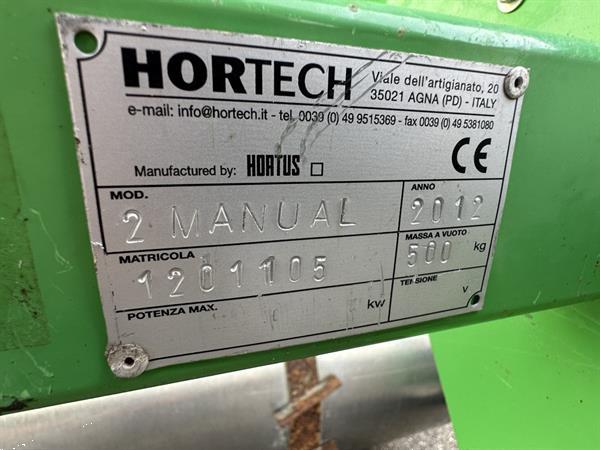 HORTECH
Viale dell'artigianato, 20
35021 AGNA (PD) - ITALY
e-mail: info@hortech.it - tel. 0039 (0) 49 9515369 - fax 0039 (0) 49 5381080
Manufactured by: HORTUS
CE
MOD. ANNO
2 MANUAL 2012
MATRICOLA MASSA A VUOTO
1201105 500 kg
POTENZA MAX. kw TENSIONE V